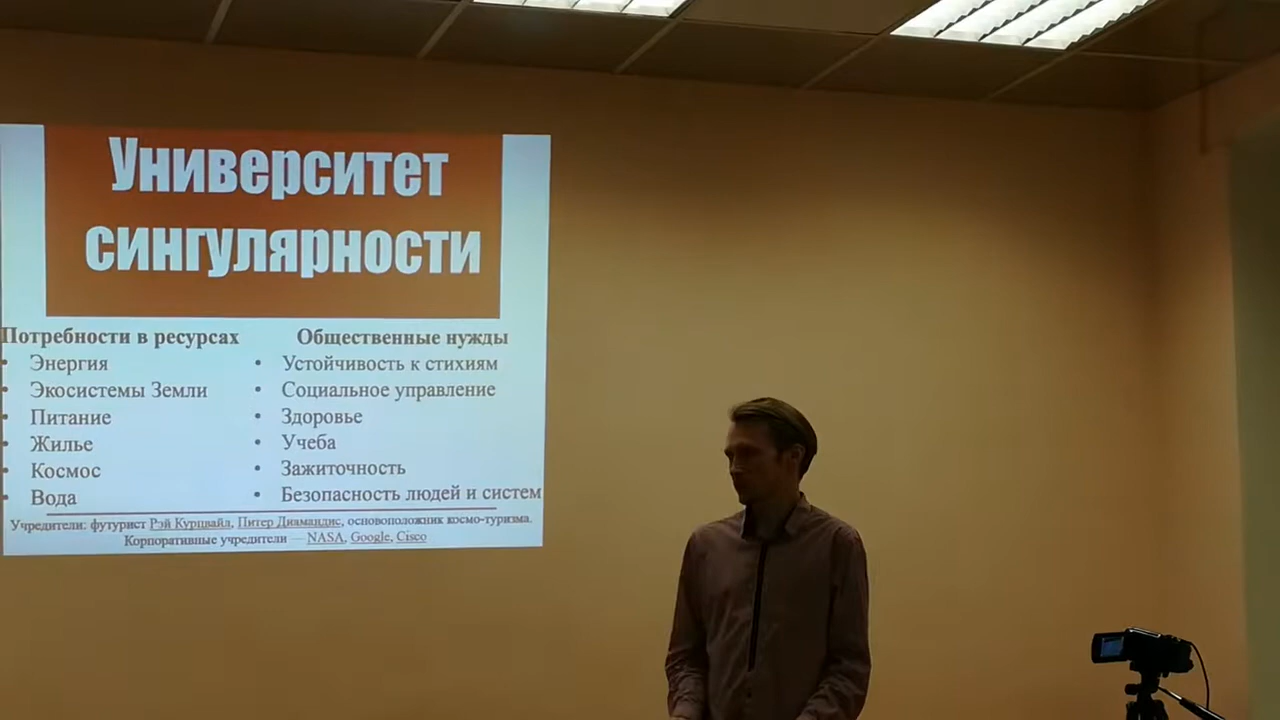 Университет
сингулярности
Потребности в ресурсах
• Энергия
• Экосистемы Земли
• Питание
• Жилье
• Космос
• Вода
Общественные нужды
• Устойчивость к стихиям
• Социальное управление
• Здоровье
• Учеба
• Зажиточность
• Безопасность людей и систем
Учредители: футурист Рэй Курцвайл, Питер Диамандис, основоположник космо-туризма.
Корпоративные учредители — NASA, Google, Cisco